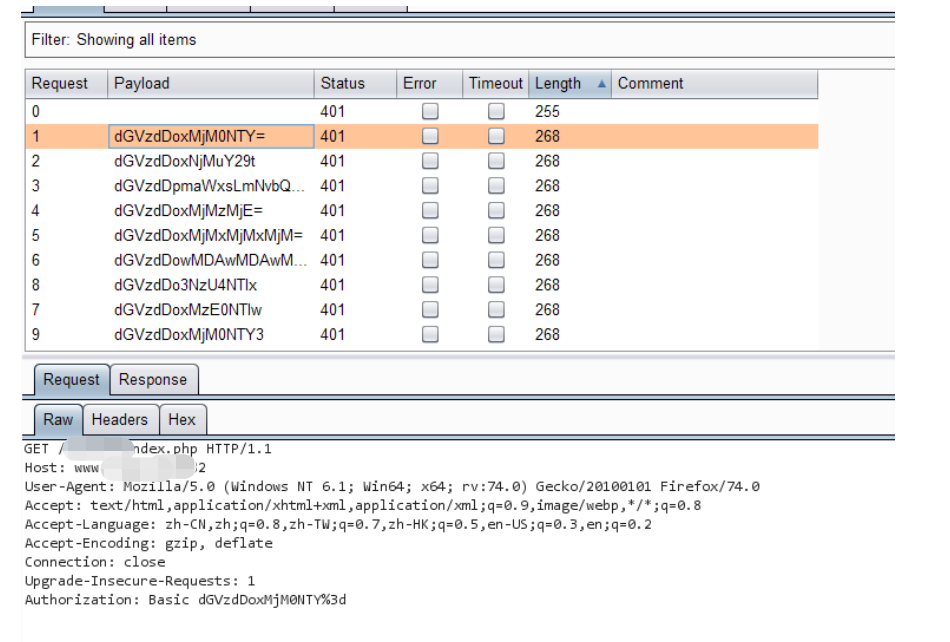 Filter: Showing all items
Request Payload Status Error Timeout Length Comment
0 401 255
1 dGVzdDoxMjM0NTY= 401 268
2 dGVzdDoxNjMuY29t 401 268
3 dGVzdDpmaWxsLmNvbQ... 401 268
4 dGVzdDoxMjMzMjE= 401 268
5 dGVzdDoxMjMxMjMxMjM= 401 268
6 dGVzdDowMDAwMDAwM... 401 268
8 dGVzdDo3NzU4NTIx 401 268
7 dGVzdDoxMzE0NTIw 401 268
9 dGVzdDoxMjM0NTY3 401 268
Request Response
Raw Headers Hex
GET / ndex.php HTTP/1.1
Host: www 2
User-Agent: Mozilla/5.0 (Windows NT 6.1; Win64; x64; rv:74.0) Gecko/20100101 Firefox/74.0
Accept: text/html,application/xhtml+xml,application/xml;q=0.9,image/webp,*/*;q=0.8
Accept-Language: zh-CN,zh;q=0.8,zh-TW;q=0.7,zh-HK;q=0.5,en-US;q=0.3,en;q=0.2
Accept-Encoding: gzip, deflate
Connection: close
Upgrade-Insecure-Requests: 1
Authorization: Basic dGVzdDoxMjM0NTY%3d